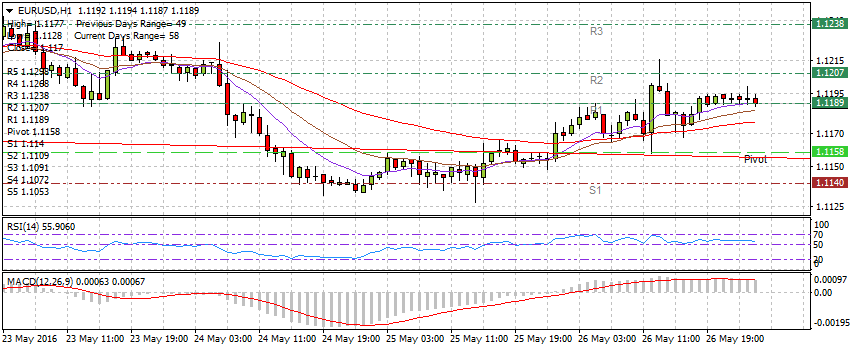 EURUSD,H1 1.1192 1.1194 1.1187 1.1189
High= 1.1177 Previous Days Range= 49
1.1128 Current Days Range= 58
R5 1.1298
R4 1.1268
R3 1.1238
R2 1.1207
R1 1.1189
Pivot 1.1158
S1 1.114
S2 1.1109
S3 1.1091
S4 1.1072
S5 1.1053
R3
R2
R1
Pivot
S1
1.1238
1.1215
1.1207
1.1195
1.1189
1.1170
1.1158
1.1150
1.1140
1.1125
RSI(14) 55.9060
100
70
50
20
0
MACD(12,26,9) 0.00063 0.00067
0.00097
0.00
-0.00195
23 May 2016 23 May 11:00 23 May 19:00 24 May 03:00 24 May 11:00 24 May 19:00 25 May 03:00 25 May 11:00 25 May 19:00 26 May 03:00 26 May 11:00 26 May 19:00